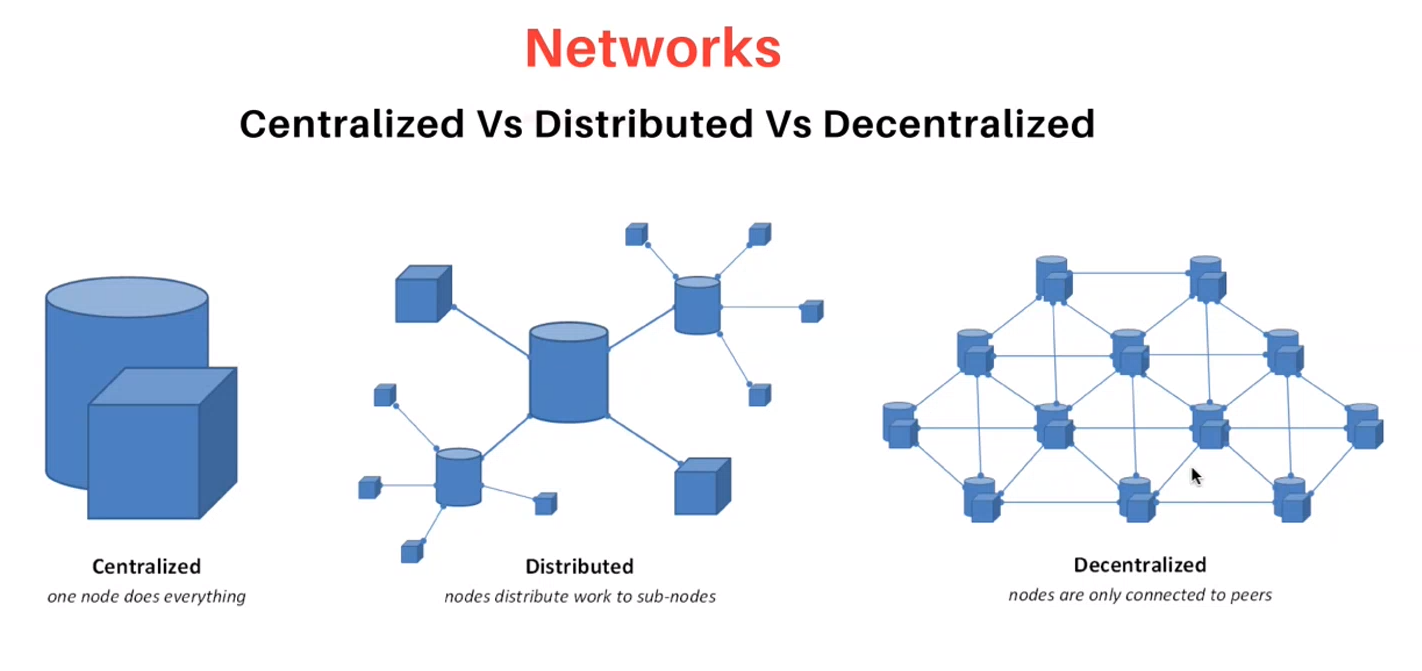 Networks
Centralized Vs Distributed Vs Decentralized
Centralized
one node does everything
Distributed
nodes distribute work to sub-nodes
Decentralized
nodes are only connected to peers